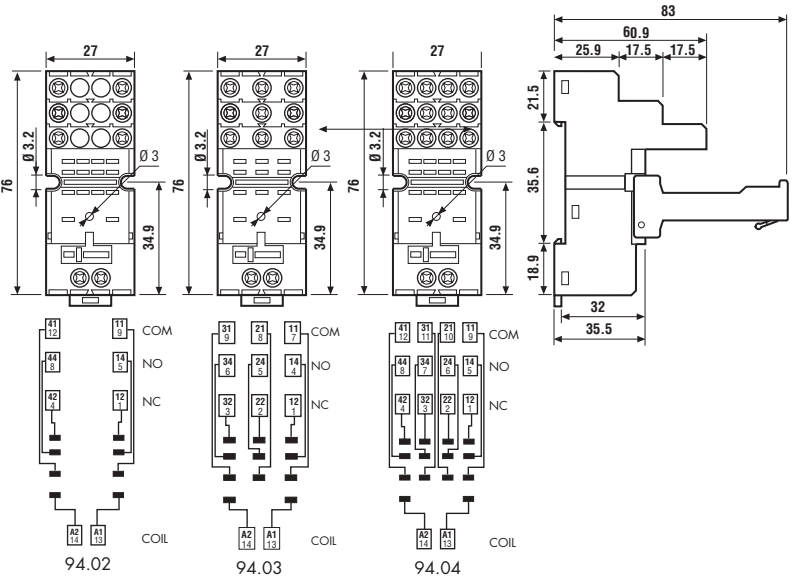 83
60.9
25.9 17.5 17.5
27 27 27
76 76 76
Ø 3.2 Ø 3.2 Ø 3.2
Ø 3 Ø 3
34.9 34.9 34.9
21.5
35.6
18.9
32
35.5
41 11
12 9
COM
44 14
8 5
NO
42 12
4 1
NC
A2 A1
14 13
COIL
94.02
31 21 11
9 8 7
COM
34 24 14
6 5 4
NO
32 22 12
3 2 1
NC
A2 A1
14 13
COIL
94.03
41 31 21 11
12 11 10 9
COM
44 34 24 14
8 7 6 5
NO
42 32 22 12
4 3 2 1
NC
A2 A1
14 13
COIL
94.04